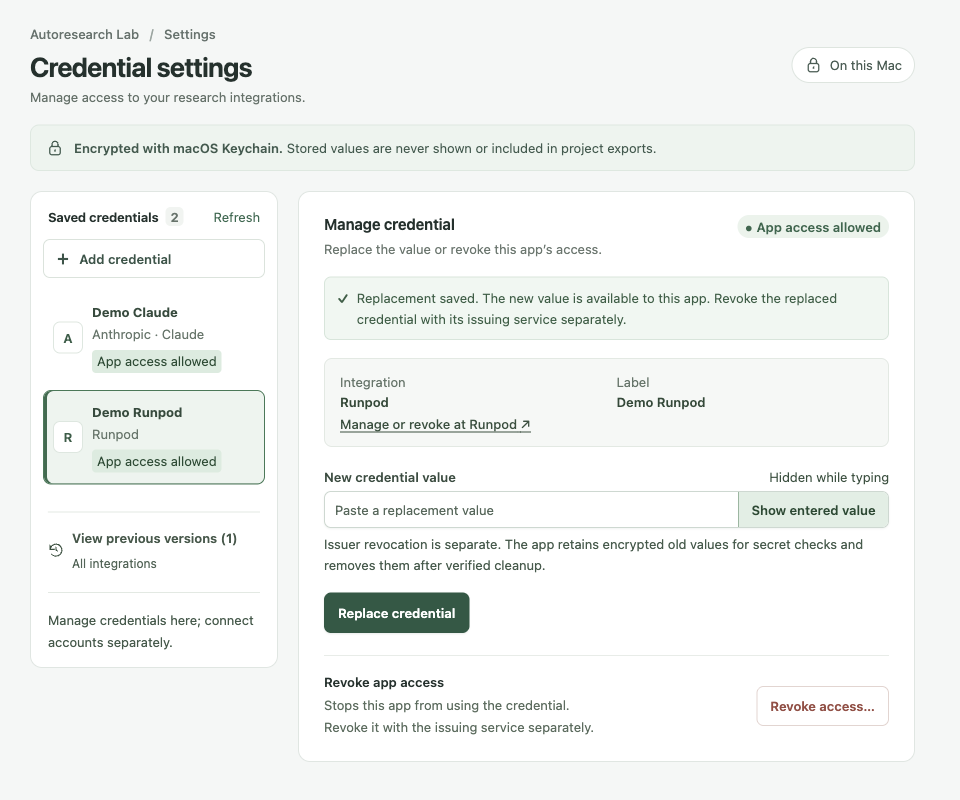 Autoresearch Lab / Settings
Credential settings
Manage access to your research integrations.
On this Mac
Encrypted with macOS Keychain. Stored values are never shown or included in project exports.
Saved credentials 2 Refresh
+ Add credential
A
Demo Claude
Anthropic · Claude
App access allowed
R
Demo Runpod
Runpod
App access allowed
View previous versions (1)
All integrations
Manage credentials here; connect
accounts separately.
Manage credential
App access allowed
Replace the value or revoke this app's access.
Replacement saved. The new value is available to this app. Revoke the replaced
credential with its issuing service separately.
Integration
Runpod
Manage or revoke at Runpod ↗
Label
Demo Runpod
New credential value
Hidden while typing
Paste a replacement value
Show entered value
Issuer revocation is separate. The app retains encrypted old values for secret checks and
removes them after verified cleanup.
Replace credential
Revoke app access
Stops this app from using the credential.
Revoke it with the issuing service separately.
Revoke access...